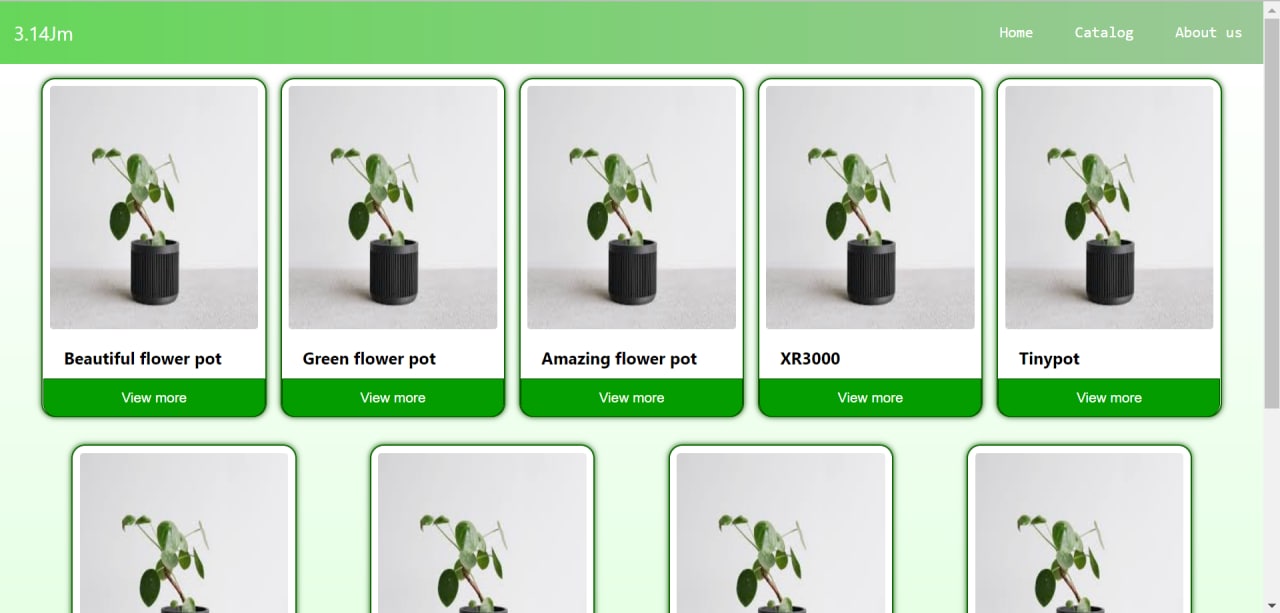 3.14Jm
Home Catalog About us
Beautiful flower pot
Green flower pot
Amazing flower pot
XR3000
Tinypot
View more
View more
View more
View more
View more